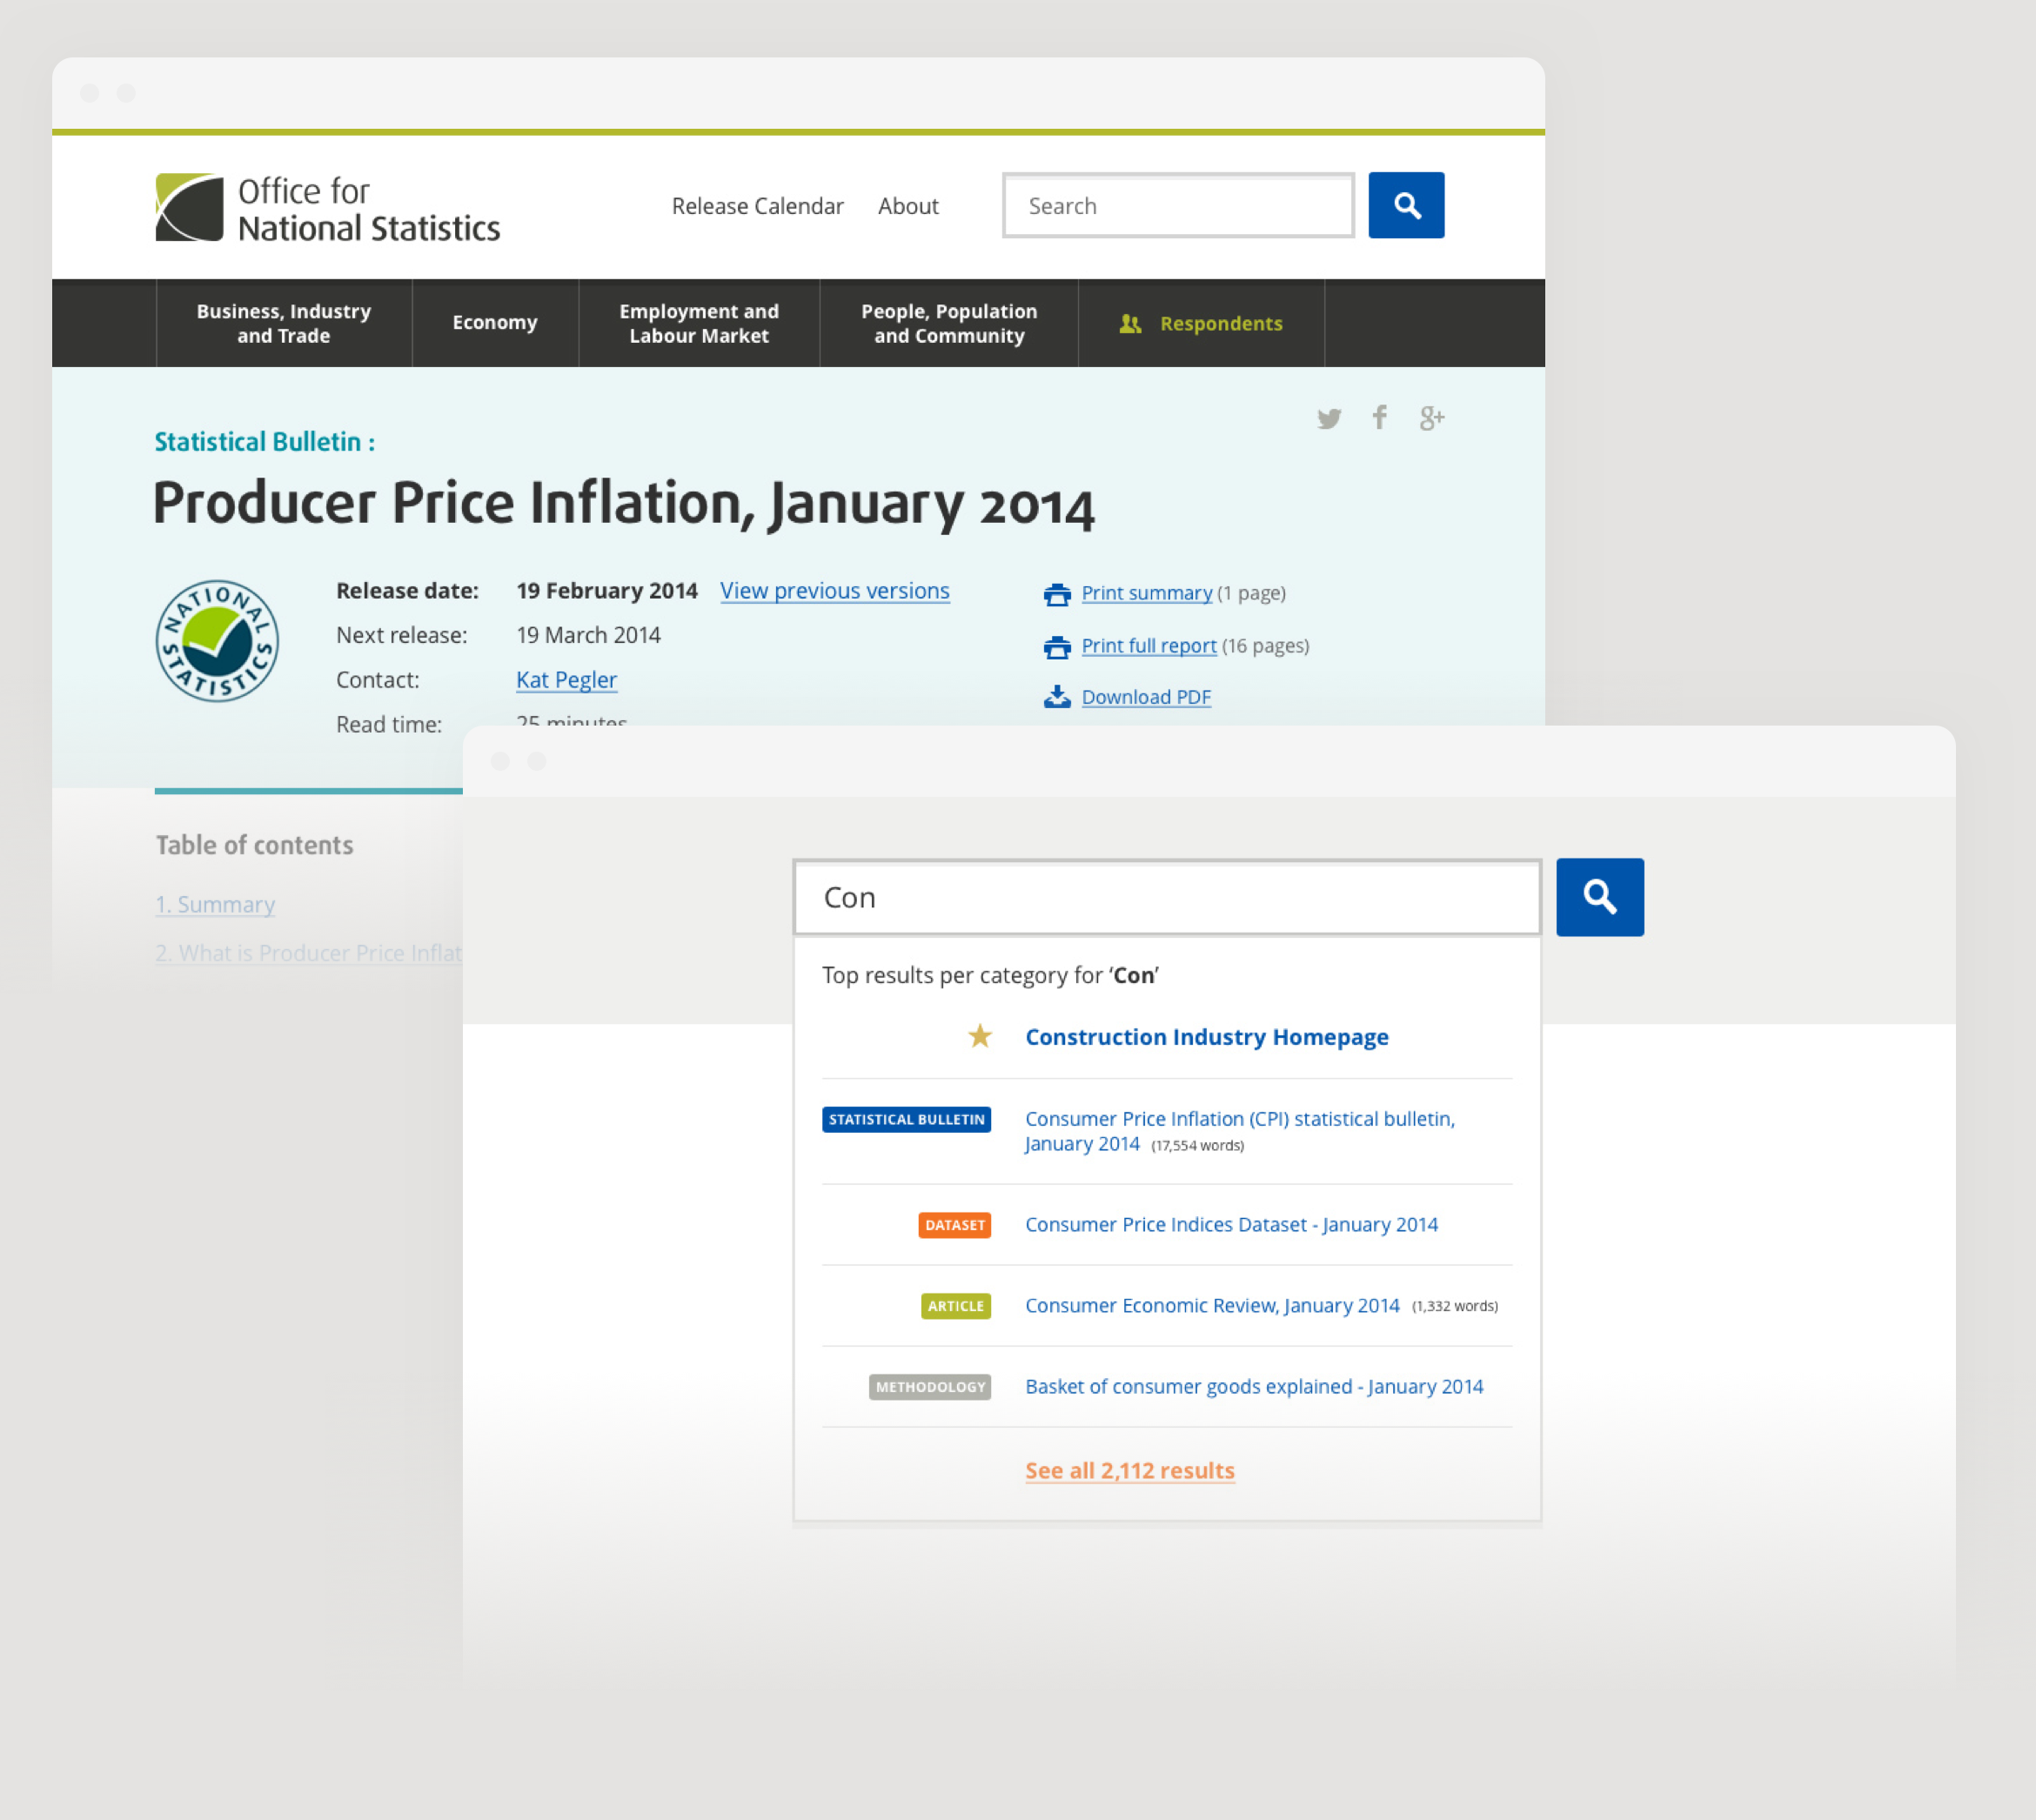 Office for
National Statistics
Release Calendar About Search
Business, Industry
and Trade
Economy
Employment and
Labour Market
People, Population
and Community
Respondents
Statistical Bulletin :
Producer Price Inflation, January 2014
NATIONAL STATISTICS
Release date: 19 February 2014 View previous versions
Next release: 19 March 2014
Contact: Kat Pegler
Read time: 25 minutes
Print summary (1 page)
Print full report (16 pages)
Download PDF
Table of contents
1. Summary
2. What is Producer Price Inflat
Con
Top results per category for ‘Con’
Construction Industry Homepage
STATISTICAL BULLETIN Consumer Price Inflation (CPI) statistical bulletin,
January 2014 (17,554 words)
DATASET Consumer Price Indices Dataset - January 2014
ARTICLE Consumer Economic Review, January 2014 (1,332 words)
METHODOLOGY Basket of consumer goods explained - January 2014
See all 2,112 results